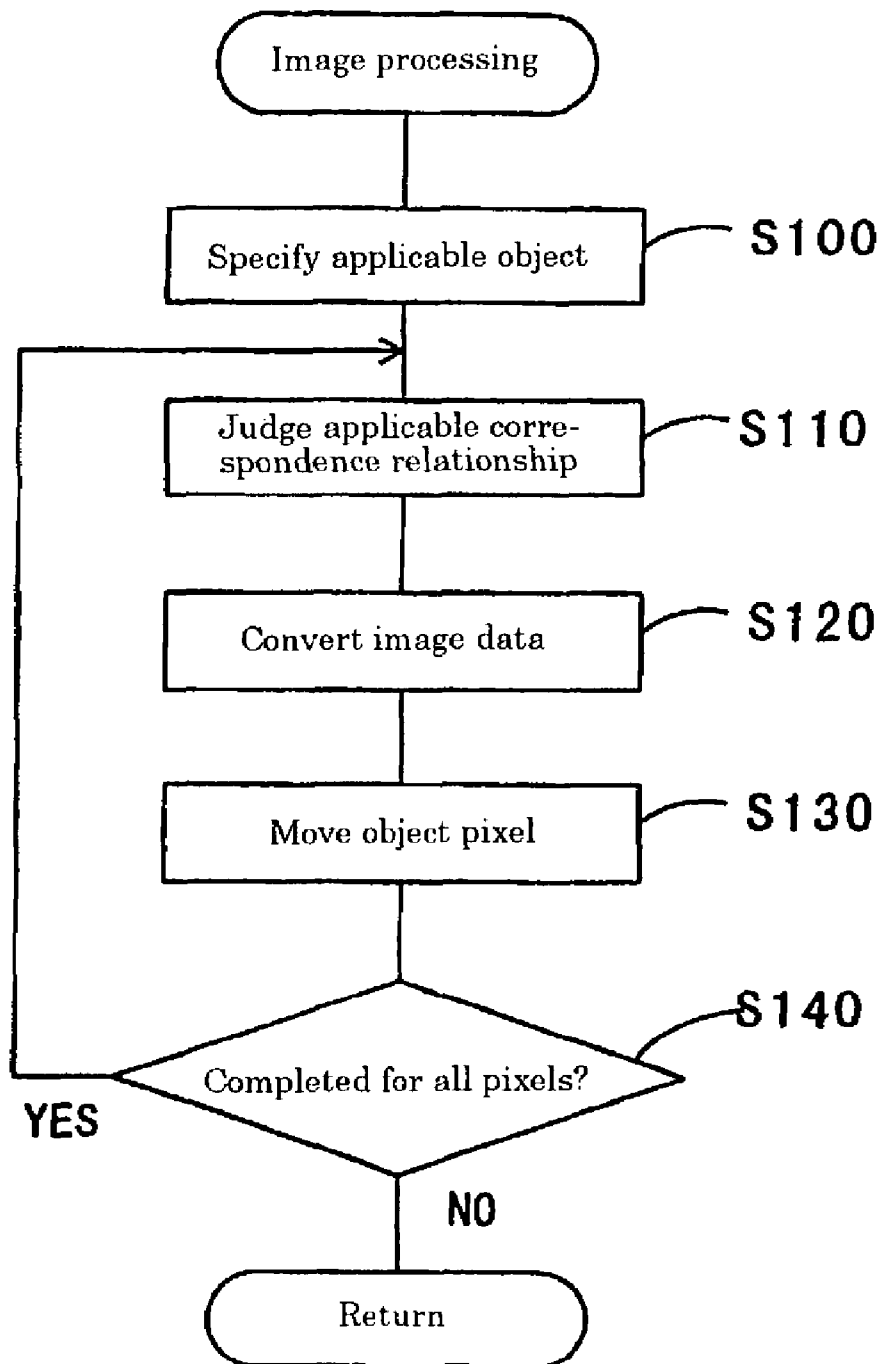 Image processing
Specify applicable object
S100
Judge applicable corre-
spondence relationship
S110
Convert image data
S120
Move object pixel
S130
S140
Completed for all pixels?
YES
NO
Return